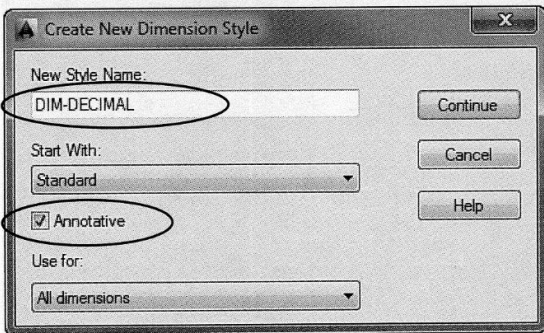 Create New Dimension Style
New Style Name:
DIM-DECIMAL
Continue
Start With:
Cancel
Standard
Help
Annotative
Use for:
All dimensions